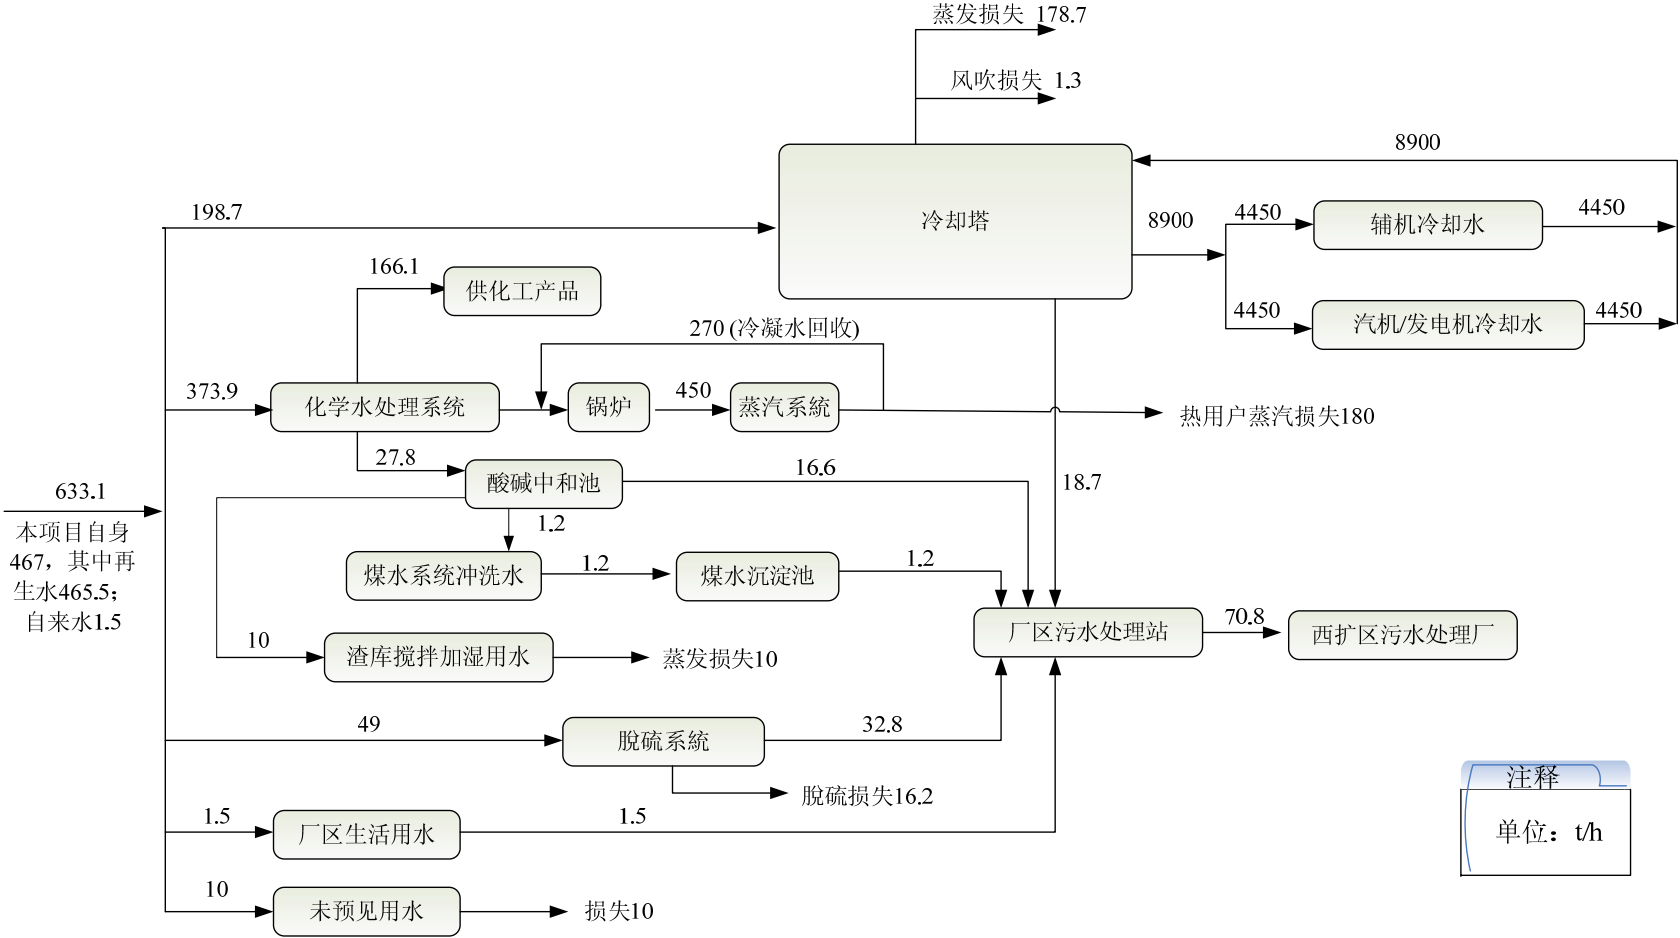 蒸发损失 178.7
风吹损失 1.3
8900
198.7
冷却塔
8900
4450
辅机冷却水
4450
166.1
供化工产品
4450
汽机/发电机冷却水
4450
270 (冷凝水回收)
373.9
化学水处理系统
锅炉
450
蒸汽系統
热用户蒸汽损失180
27.8
酸碱中和池
16.6
18.7
633.1
本项目自身
467，其中再
生水465.5；
自来水1.5
1.2
煤水系统冲洗水
1.2
煤水沉淀池
1.2
厂区污水处理站
70.8
西扩区污水处理厂
10
渣库搅拌加湿用水
蒸发损失10
49
脫硫系統
32.8
脫硫损失16.2
1.5
厂区生活用水
1.5
10
未预见用水
损失10
注释
单位：t/h